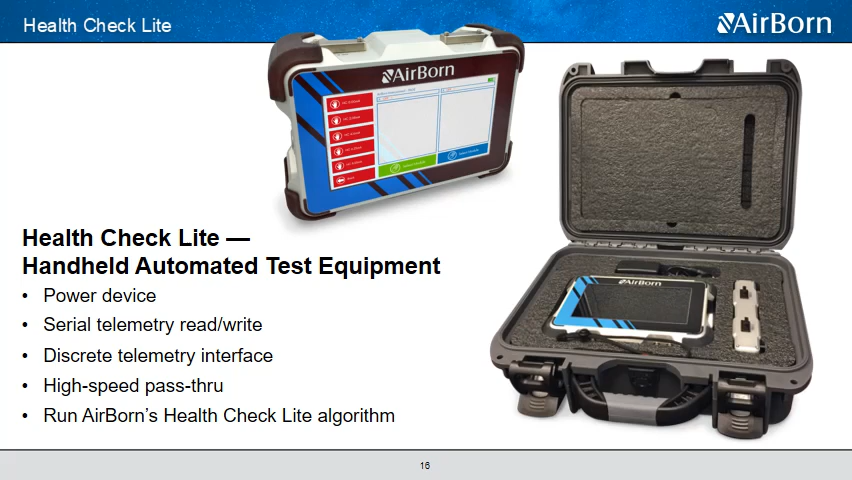 Health Check Lite
AirBorn
AirBorn
Health Check Lite —
Handheld Automated Test Equipment
• Power device
• Serial telemetry read/write
• Discrete telemetry interface
• High-speed pass-thru
• Run AirBorn’s Health Check Lite algorithm
AirBorn
16